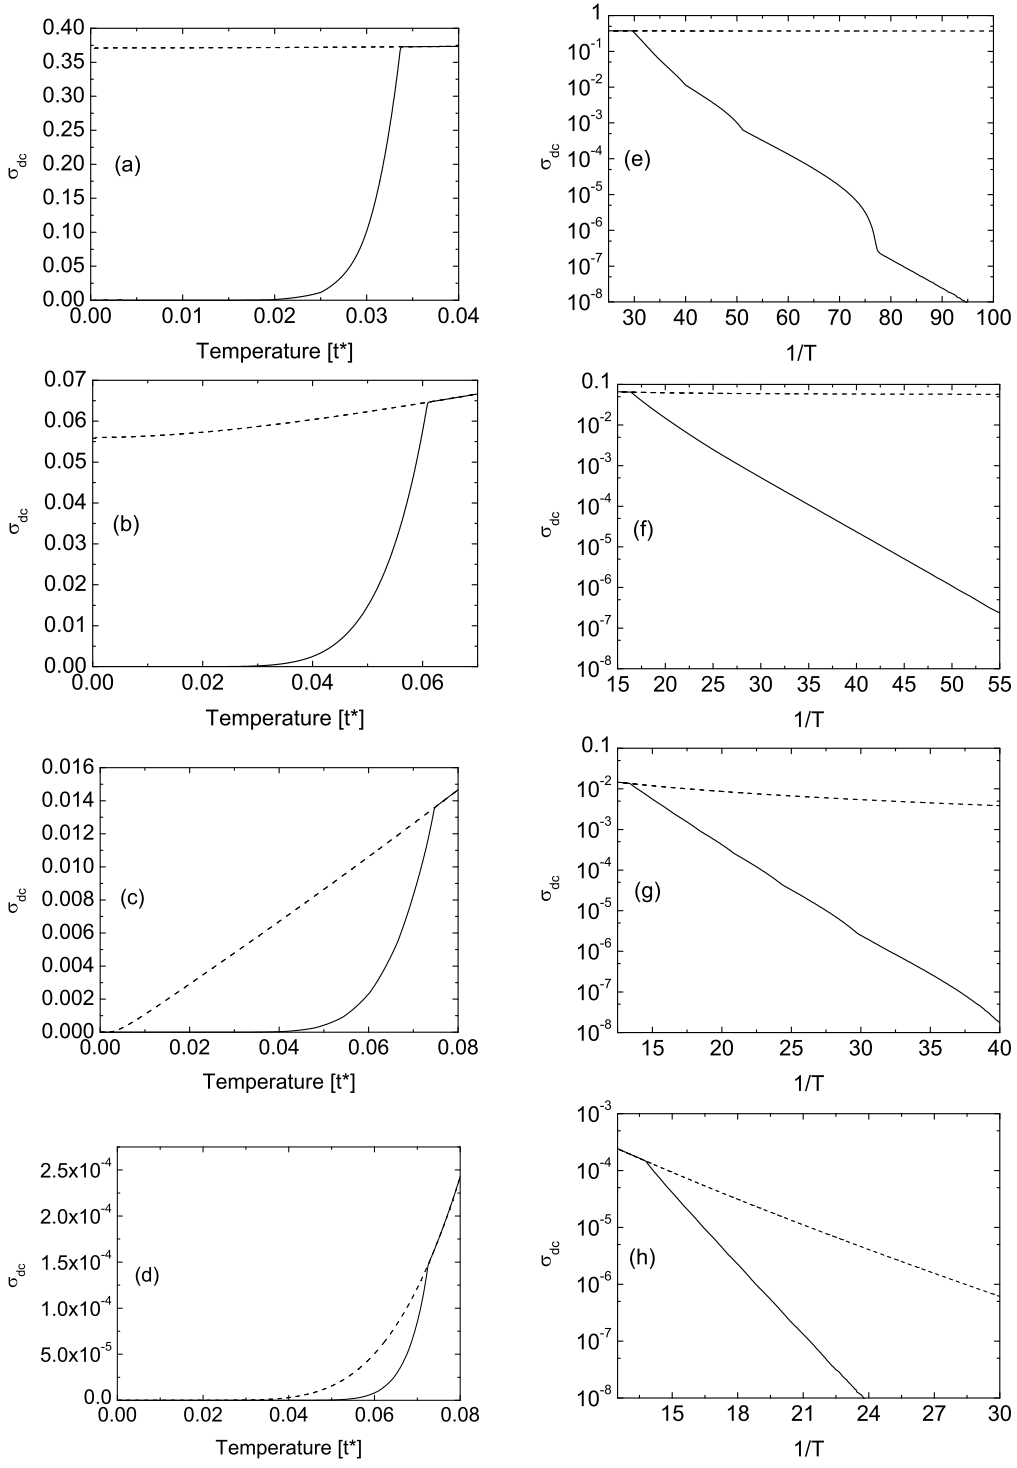 0.40
0.35
0.30
0.25
0.20
0.15
0.10
0.05
0.00
σdc
(a)
0.00 0.01 0.02 0.03 0.04
Temperature [t*]
1
10^-1
10^-2
10^-3
10^-4
10^-5
10^-6
10^-7
10^-8
σdc
(e)
30 40 50 60 70 80 90 100
1/T
0.07
0.06
0.05
0.04
0.03
0.02
0.01
0.00
σdc
(b)
0.00 0.02 0.04 0.06
Temperature [t*]
0.1
10^-2
10^-3
10^-4
10^-5
10^-6
10^-7
10^-8
σdc
(f)
15 20 25 30 35 40 45 50 55
1/T
0.016
0.014
0.012
0.010
0.008
0.006
0.004
0.002
0.000
σdc
(c)
0.00 0.02 0.04 0.06 0.08
Temperature [t*]
0.1
10^-2
10^-3
10^-4
10^-5
10^-6
10^-7
10^-8
σdc
(g)
15 20 25 30 35 40
1/T
2.5x10^-4
2.0x10^-4
1.5x10^-4
1.0x10^-4
5.0x10^-5
0.0
σdc
(d)
0.00 0.02 0.04 0.06 0.08
Temperature [t*]
10^-3
10^-4
10^-5
10^-6
10^-7
10^-8
σdc
(h)
15 18 21 24 27 30
1/T